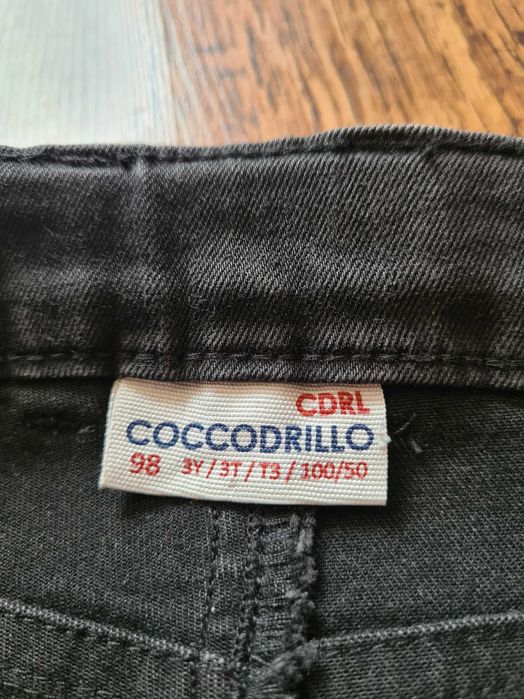 CDRL
COCCODRILLO
98 3Y / 3T / T3 / 100/50